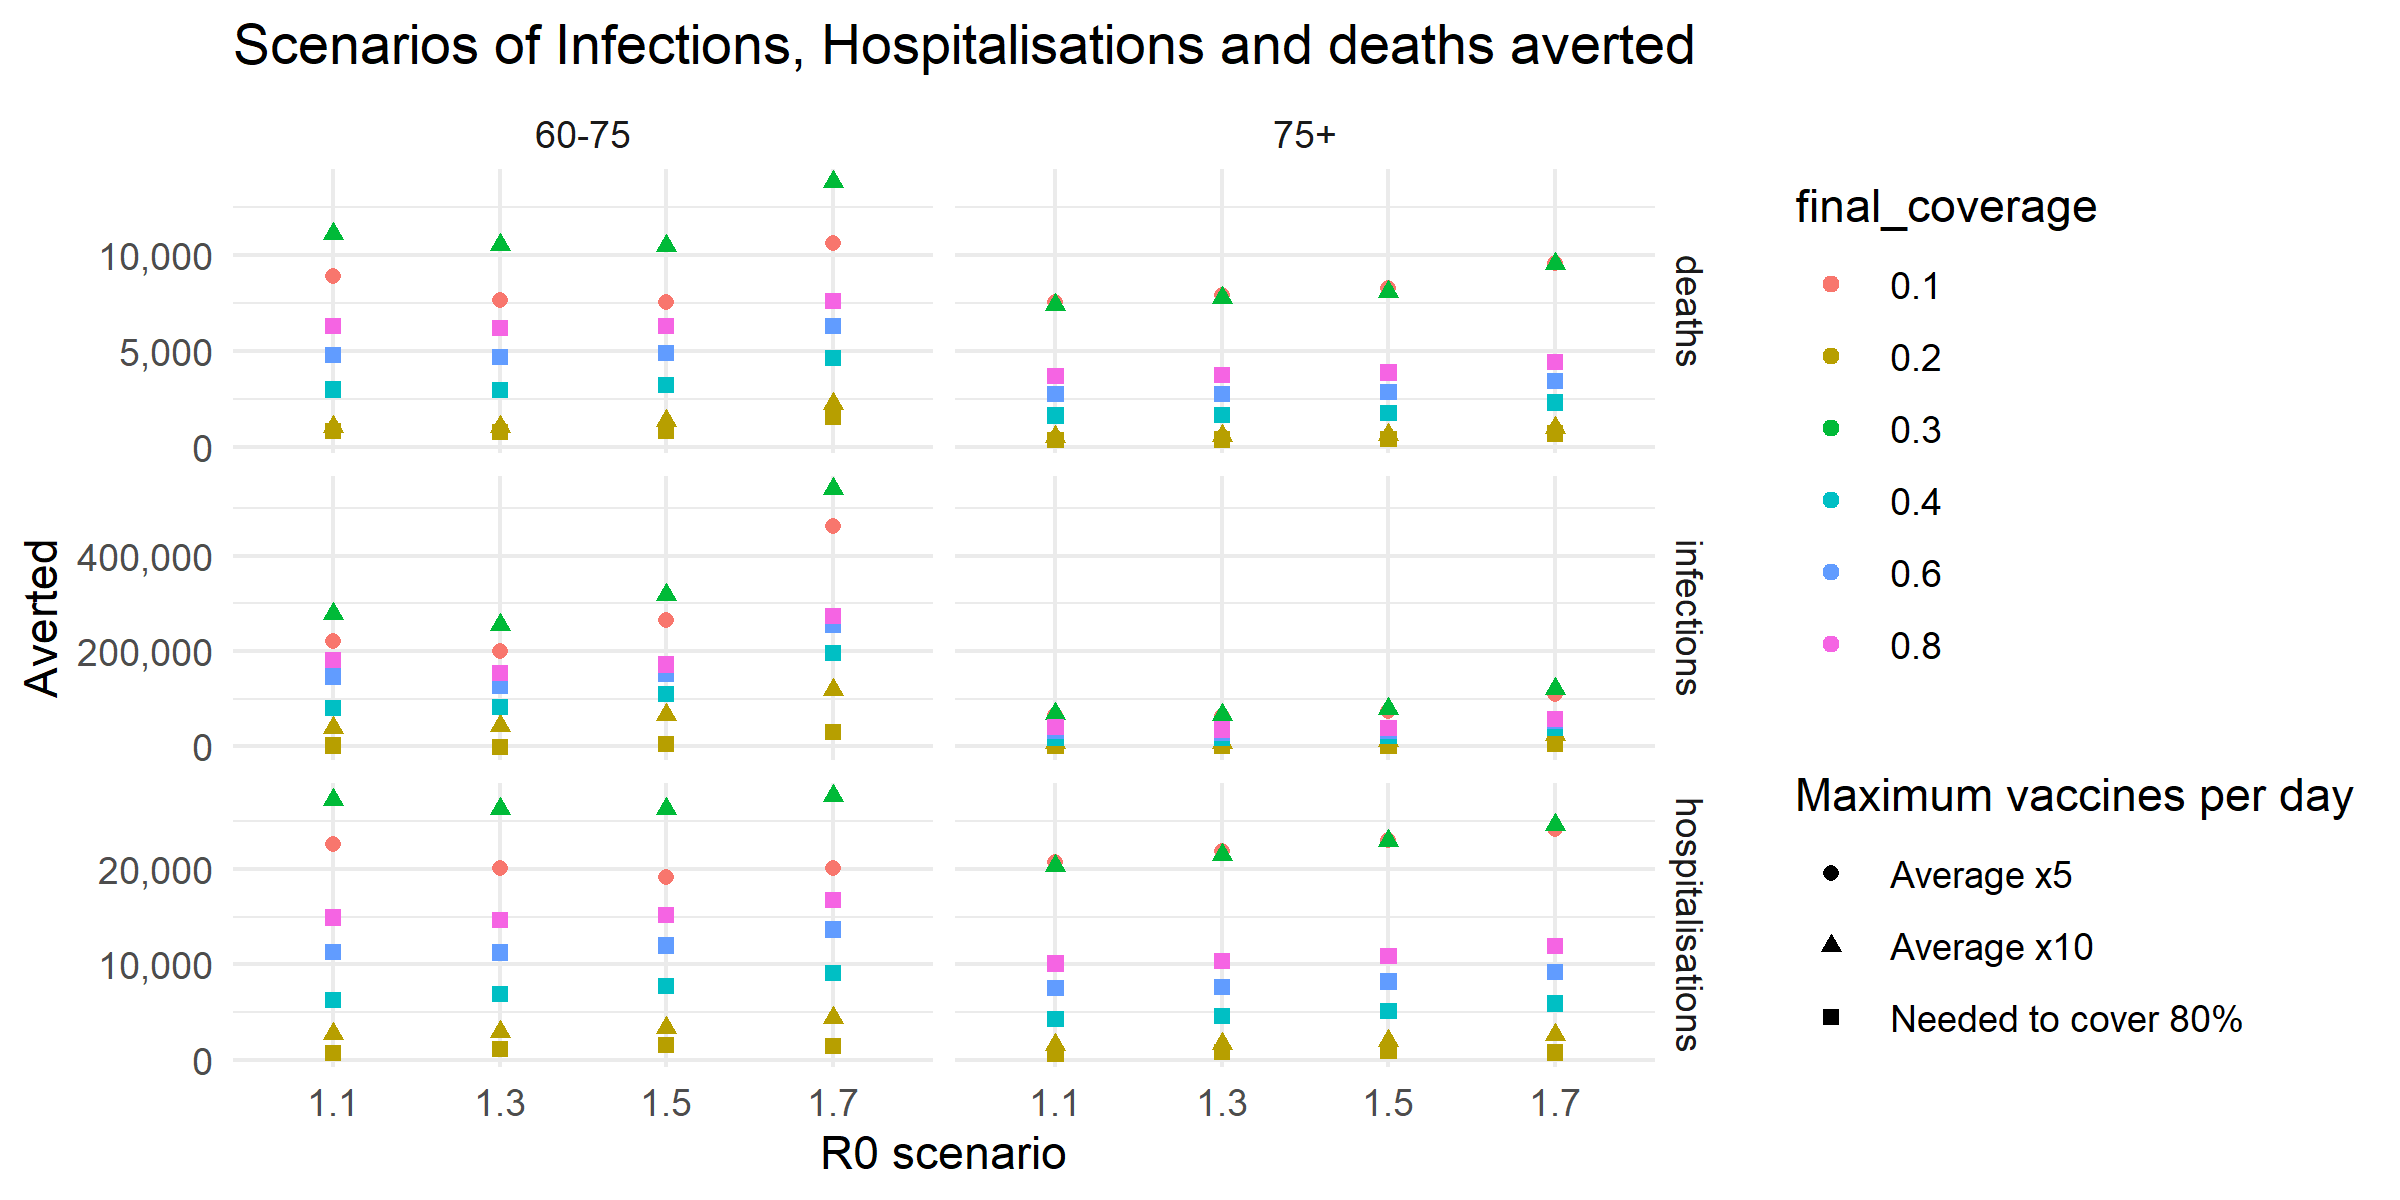 Scenarios of Infections, Hospitalisations and deaths averted
60-75
75+
10,000
5,000
0
deaths
400,000
200,000
0
infections
20,000
10,000
0
hospitalisations
Averted
1.1
1.3
1.5
1.7
1.1
1.3
1.5
1.7
R0 scenario
final_coverage
0.1
0.2
0.3
0.4
0.6
0.8
Maximum vaccines per day
Average x5
Average x10
Needed to cover 80%